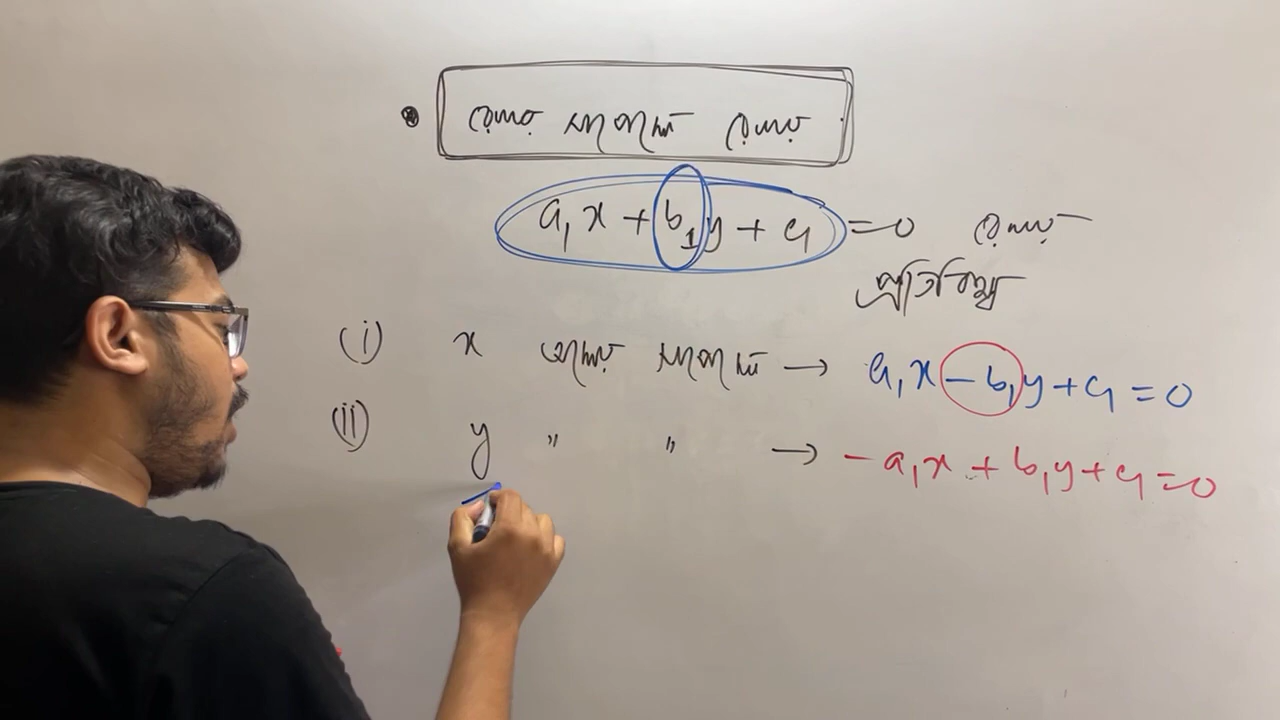 রেখার সাপেক্ষে রেখার
a₁x + b₁y + c₁ = 0 রেখার
প্রতিবিম্ব
(i) x অক্ষের সাপেক্ষে → a₁x - b₁y + c₁ = 0
(ii) y " " → - a₁x + b₁y + c₁ = 0